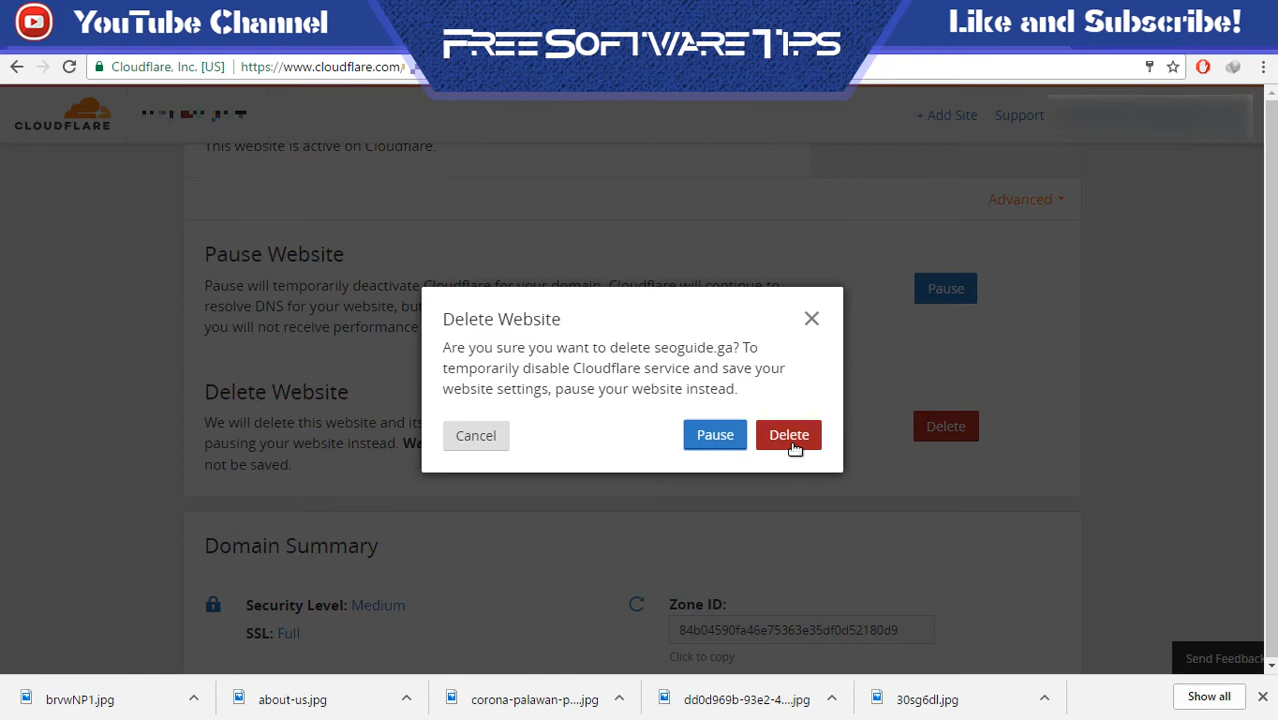 YouTube Channel
FreeSoftwareTips
Like and Subscribe!
Cloudflare, Inc. [US]
https://www.cloudflare.com/
CLOUDFLARE
+ Add Site
Support
This website is active on Cloudflare.
Advanced
Pause Website
Pause will temporarily deactivate Cloudflare for your domain. Cloudflare will continue to
resolve DNS for your website, but
you will not receive performance
Pause
Delete Website
Are you sure you want to delete seoguide.ga? To
temporarily disable Cloudflare service and save your
website settings, pause your website instead.
Cancel
Pause
Delete
Delete Website
We will delete this website and its
pausing your website instead.
not be saved.
Delete
Domain Summary
Security Level: Medium
SSL: Full
Zone ID:
84b04590fa46e75363e35df0d52180d9
Click to copy
Send Feedback
brvwNP1.jpg
about-us.jpg
corona-palawan-p....jpg
dd0d969b-93e2-4....jpg
30sg6dl.jpg
Show all